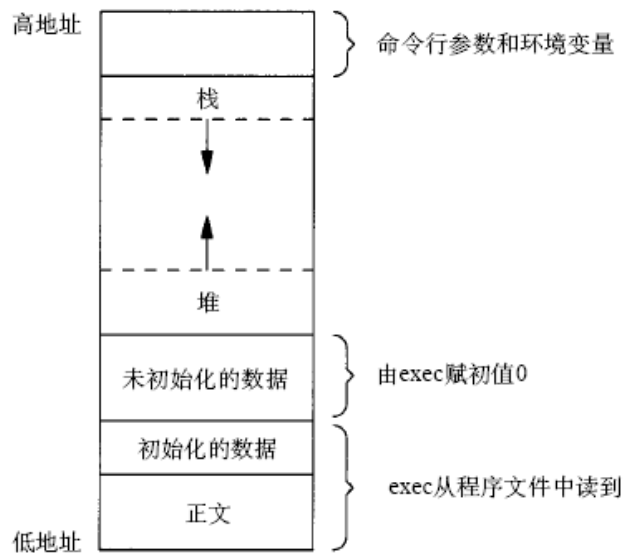 高地址
命令行参数和环境变量
栈
堆
未初始化的数据
由exec赋初值0
初始化的数据
exec从程序文件中读到
正文
低地址